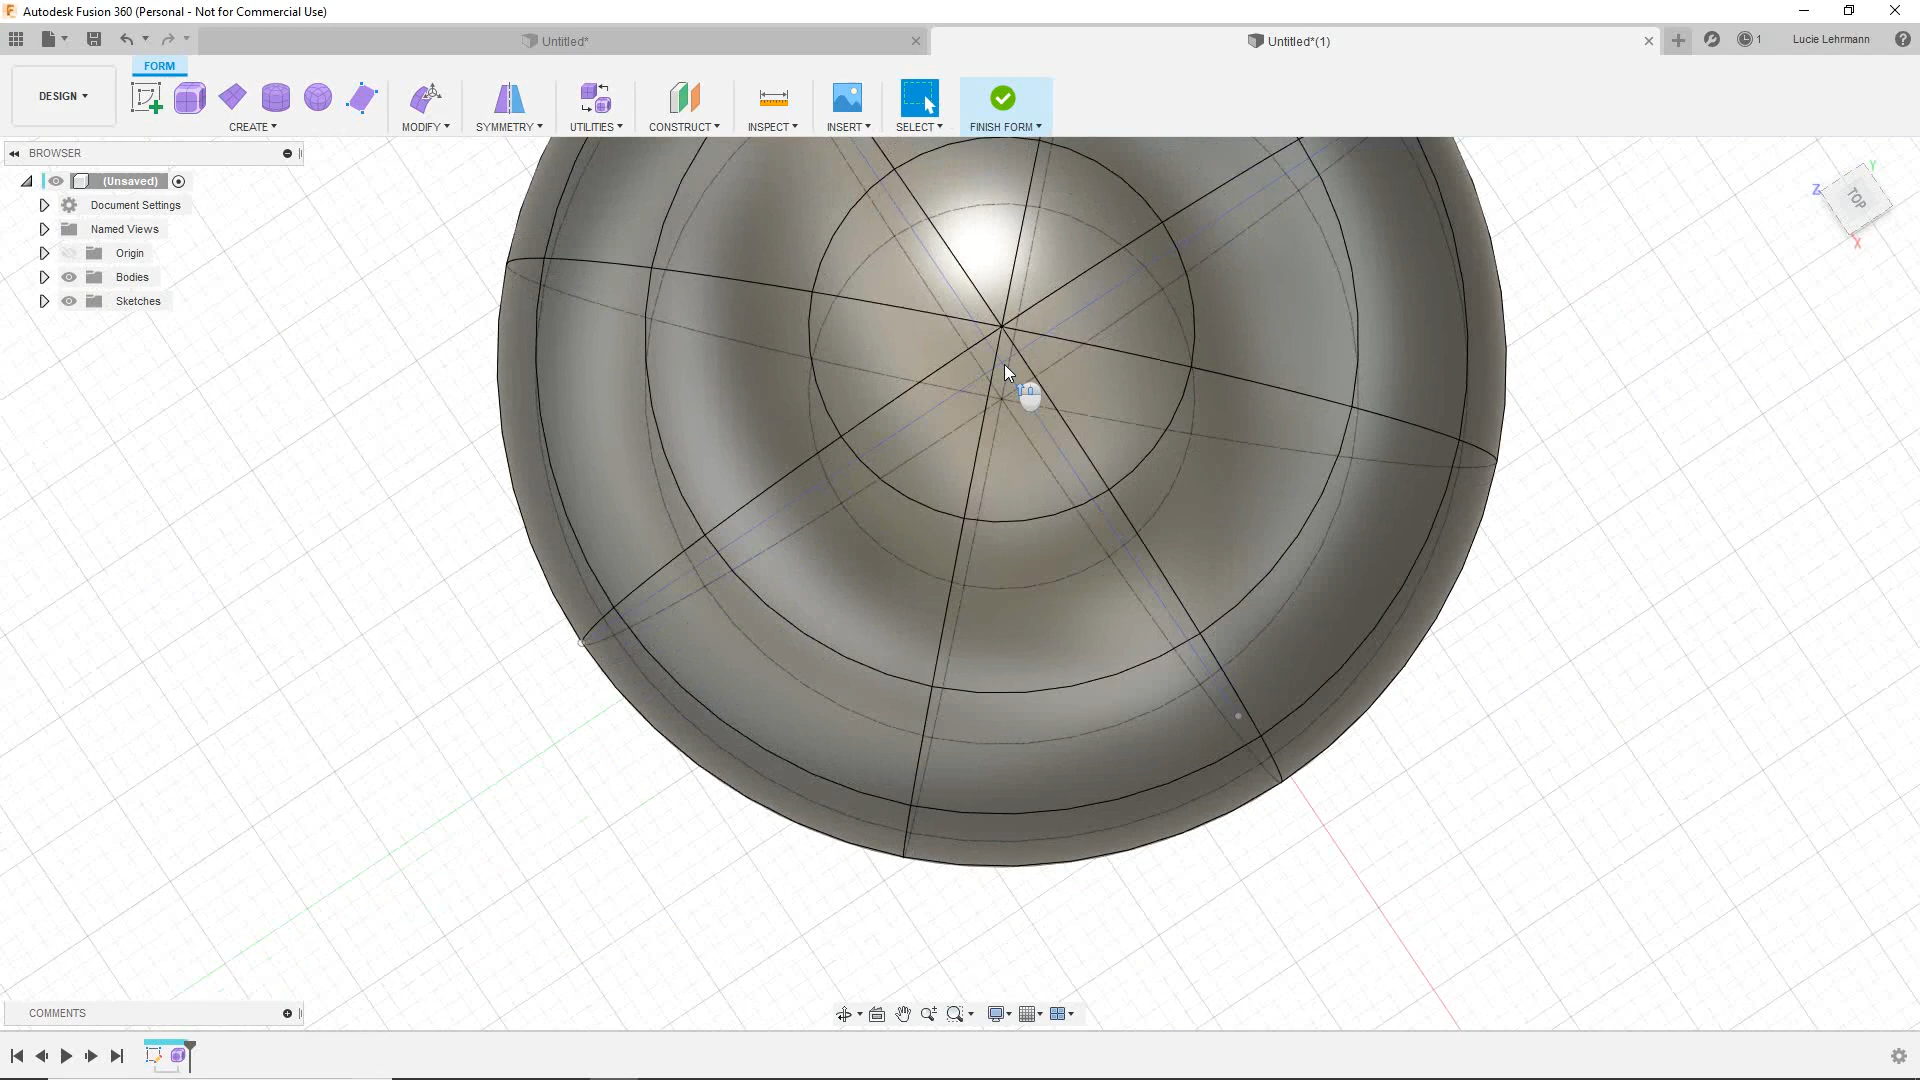 Autodesk Fusion 360 (Personal - Not for Commercial Use)
Untitled*
Untitled*(1)
1
Lucie Lehrmann
FORM
DESIGN
CREATE
MODIFY
SYMMETRY
UTILITIES
CONSTRUCT
INSPECT
INSERT
SELECT
FINISH FORM
BROWSER
(Unsaved)
Document Settings
Named Views
Origin
Bodies
Sketches
Y
Z
TOP
X
COMMENTS